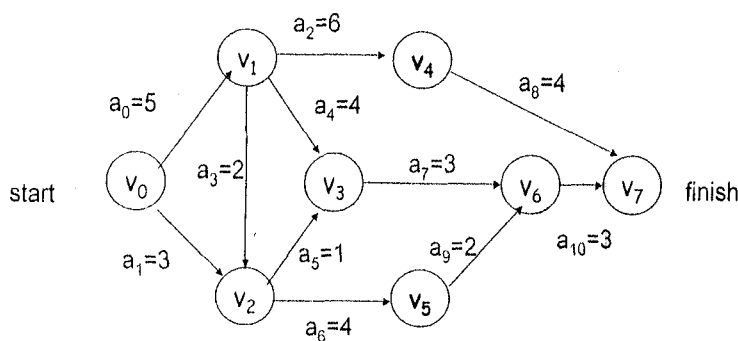 a₂=6
v₁
v₄
a₀=5
a₄=4
a₈=4
a₃=2
a₇=3
start
v₀
v₃
v₆
v₇
finish
a₁=3
a₅=1
a₉=2
a₁₀=3
v₂
v₅
a₆=4